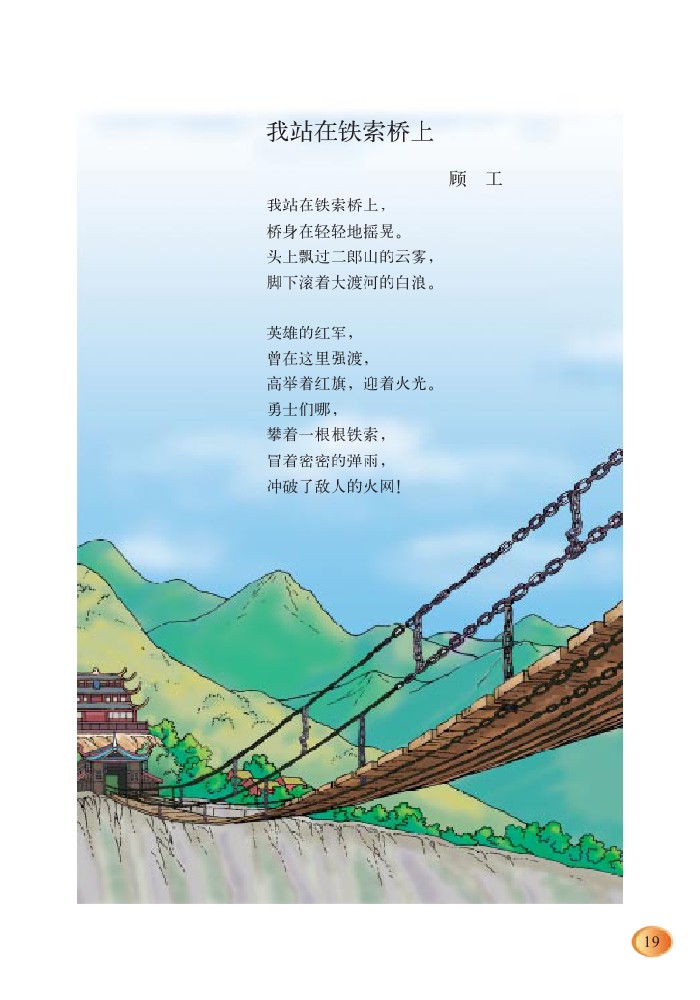 我站在铁索桥上
顾 工
我站在铁索桥上，
桥身在轻轻地摇晃。
头上飘过二郎山的云雾，
脚下滚着大渡河的白浪。
英雄的红军，
曾在这里强渡，
高举着红旗，迎着火光。
勇士们哪，
攀着一根根铁索，
冒着密密的弹雨，
冲破了敌人的火网！
19